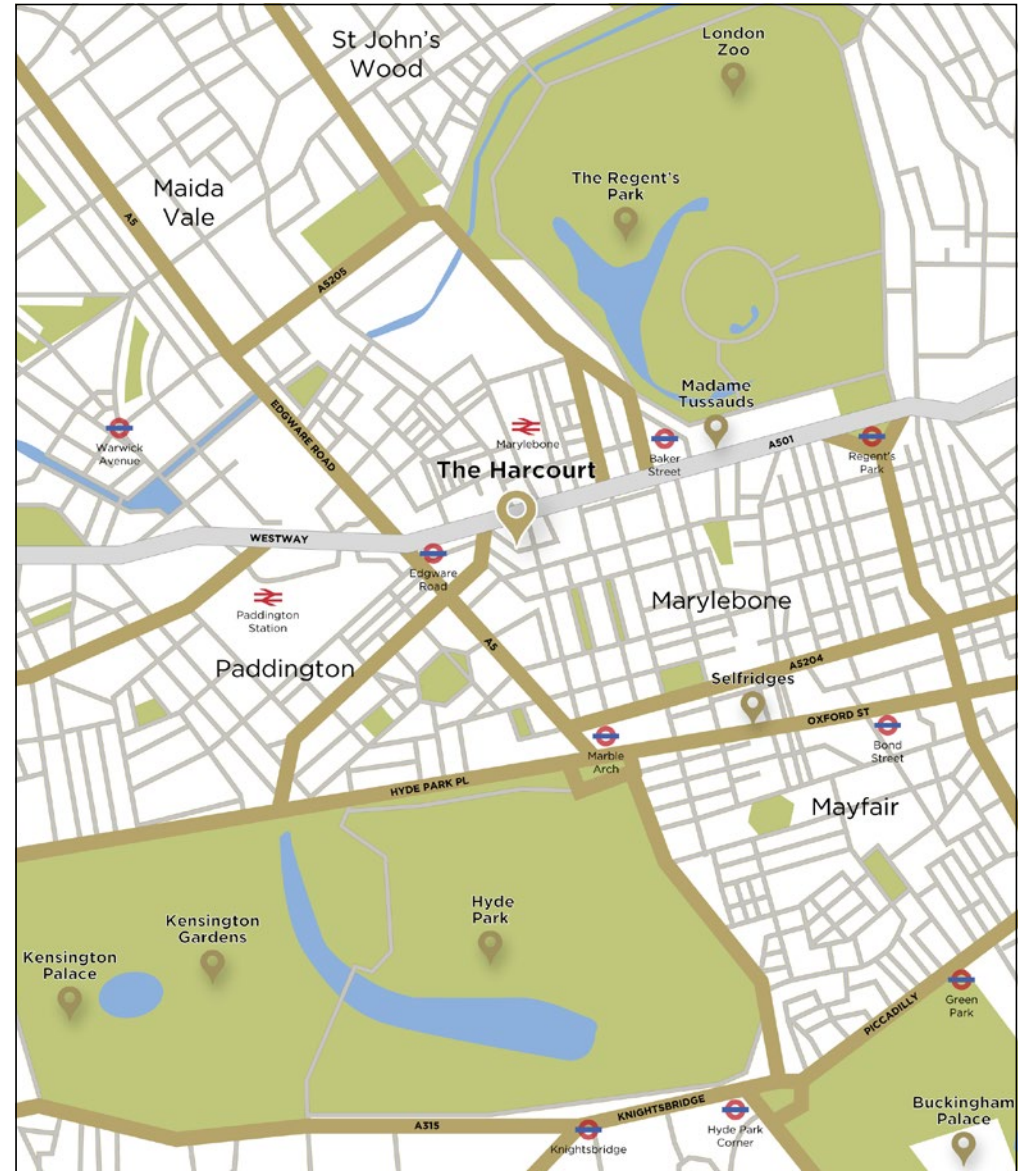 St John's
Wood
London
Zoo
The Regent's
Park
Maida
Vale
A5
A5205
EDGWARE ROAD
Madame
Tussauds
Warwick
Avenue
Marylebone
Baker
Street
A501
Regent's
Park
The Harcourt
WESTWAY
Edgware
Road
Paddington
Station
Marylebone
Paddington
A5
A5204
Selfridges
OXFORD ST
Marble
Arch
Bond
Street
HYDE PARK PL
Mayfair
Hyde
Park
Kensington
Gardens
Kensington
Palace
Green
Park
PICCADILLY
KNIGHTSBRIDGE
Buckingham
Palace
A315
Hyde Park
Corner
Knightsbridge